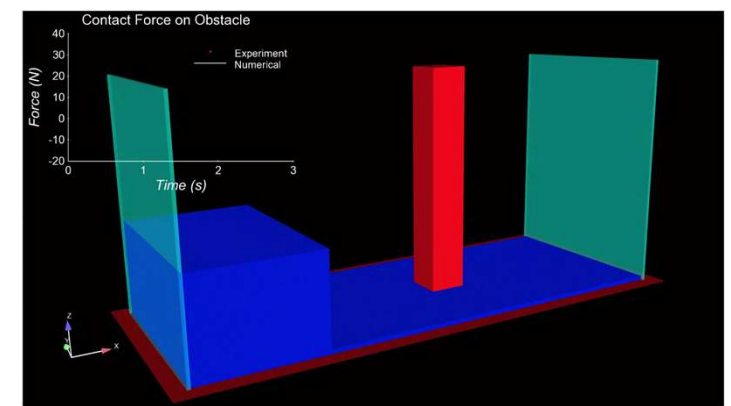 Contact Force on Obstacle
40
30
20
10
0
-10
-20
Force (N)
Experiment
Numerical
0 1 2 3
Time (s)
Z
Y
X